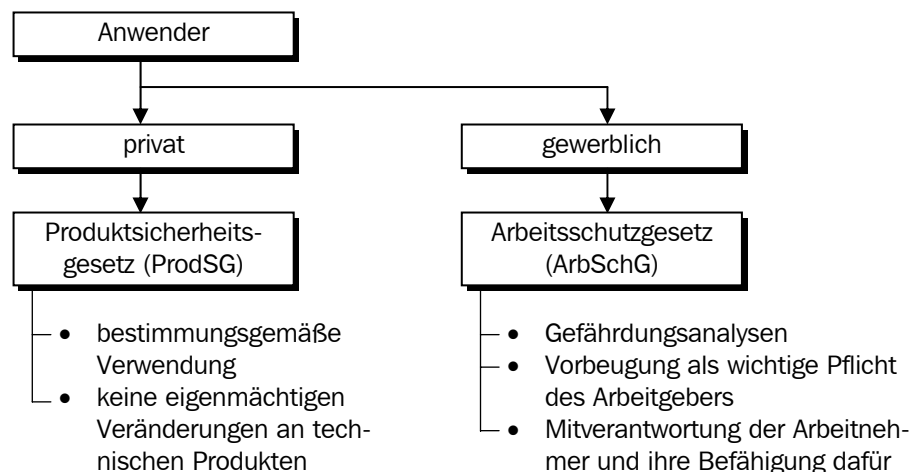 Anwender
privat
gewerblich
Produktsicherheits-
gesetz (ProdSG)
Arbeitsschutzgesetz
(ArbSchG)
• bestimmungsgemäße
Verwendung
• keine eigenmächtigen
Veränderungen an tech-
nischen Produkten
• Gefährdungsanalysen
• Vorbeugung als wichtige Pflicht
des Arbeitgebers
• Mitverantwortung der Arbeitneh-
mer und ihre Befähigung dafür